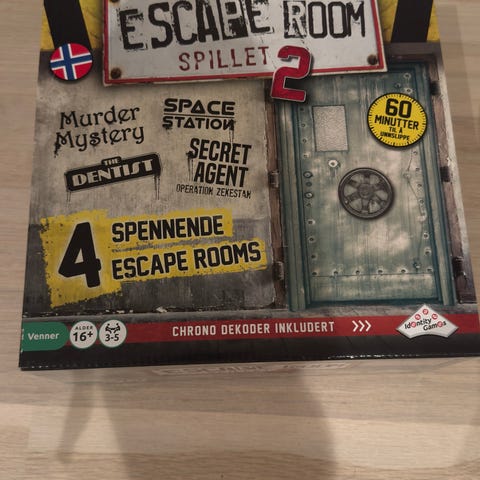 ESCAPE ROOM
SPILLET 2
Murder
Mystery
SPACE
STATION
THE
DENTIST
SECRET
AGENT
OPERATION ZEKESTAN
60
MINUTTER
TIL Å
UNNSLIPPE
4 SPENNENDE
ESCAPE ROOMS
Venner
ALDER
16+
3-5
CHRONO DEKODER INKLUDERT >>>
Identity
Games